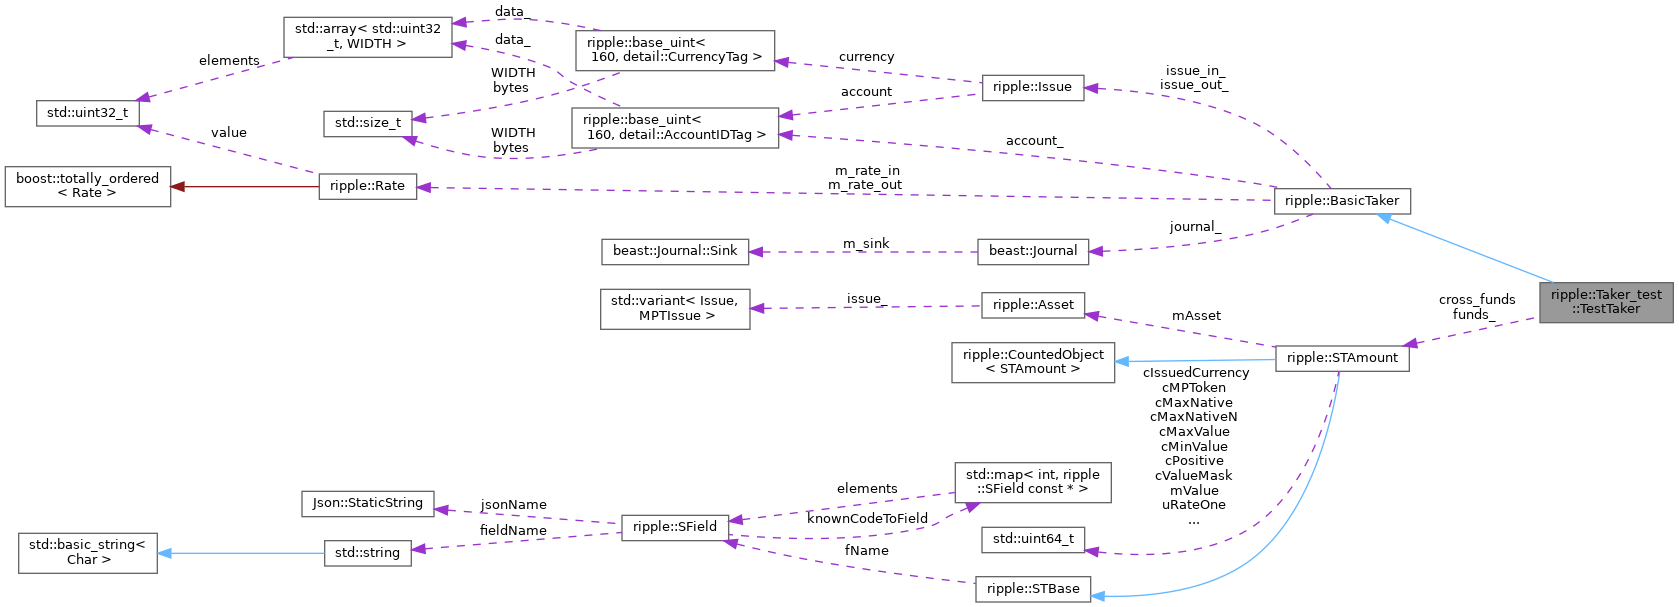 data_
std::array< std::uint32
_t, WIDTH >
ripple::base_uint<
160, detail::CurrencyTag >
data_
elements
currency
issue_in_
issue_out_
WIDTH
bytes
ripple::Issue
account
std::uint32_t
std::size_t
ripple::base_uint<
160, detail::AccountIDTag >
value
WIDTH
bytes
account_
boost::totally_ordered
< Rate >
ripple::Rate
m_rate_in
m_rate_out
ripple::BasicTaker
journal_
beast::Journal::Sink
m_sink
beast::Journal
std::variant< Issue,
MPTIssue >
issue_
ripple::Asset
mAsset
cross_funds
funds_
ripple::Taker_test
::TestTaker
ripple::CountedObject
< STAmount >
ripple::STAmount
cIssuedCurrency
cMPToken
cMaxNative
cMaxNativeN
cMaxValue
cMinValue
cPositive
cValueMask
mValue
uRateOne
...
std::map< int, ripple
::SField const * >
elements
Json::StaticString
jsonName
ripple::SField
knownCodeToField
fieldName
std::uint64_t
std::basic_string<
Char >
std::string
fName
ripple::STBase